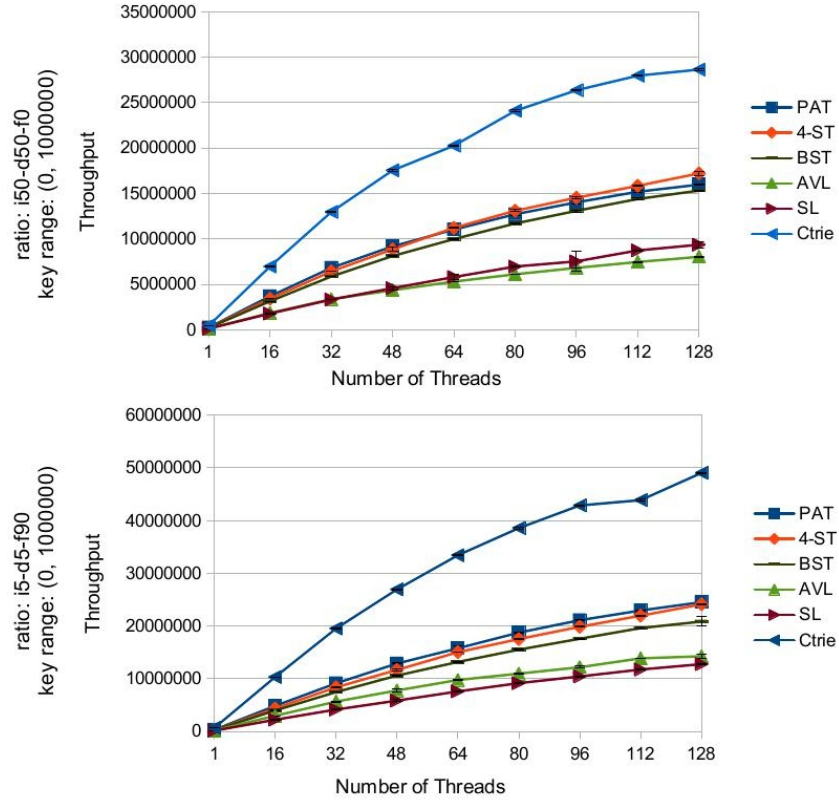 35000000
30000000
25000000
20000000
15000000
10000000
5000000
0
ratio: i50-d50-f0
key range: (0, 10000000)
Throughput
1 16 32 48 64 80 96 112 128
Number of Threads
PAT
4-ST
BST
AVL
SL
Ctrie
60000000
50000000
40000000
30000000
20000000
10000000
0
ratio: i5-d5-f90
key range: (0, 1000000)
Throughput
1 16 32 48 64 80 96 112 128
Number of Threads
PAT
4-ST
BST
AVL
SL
Ctrie